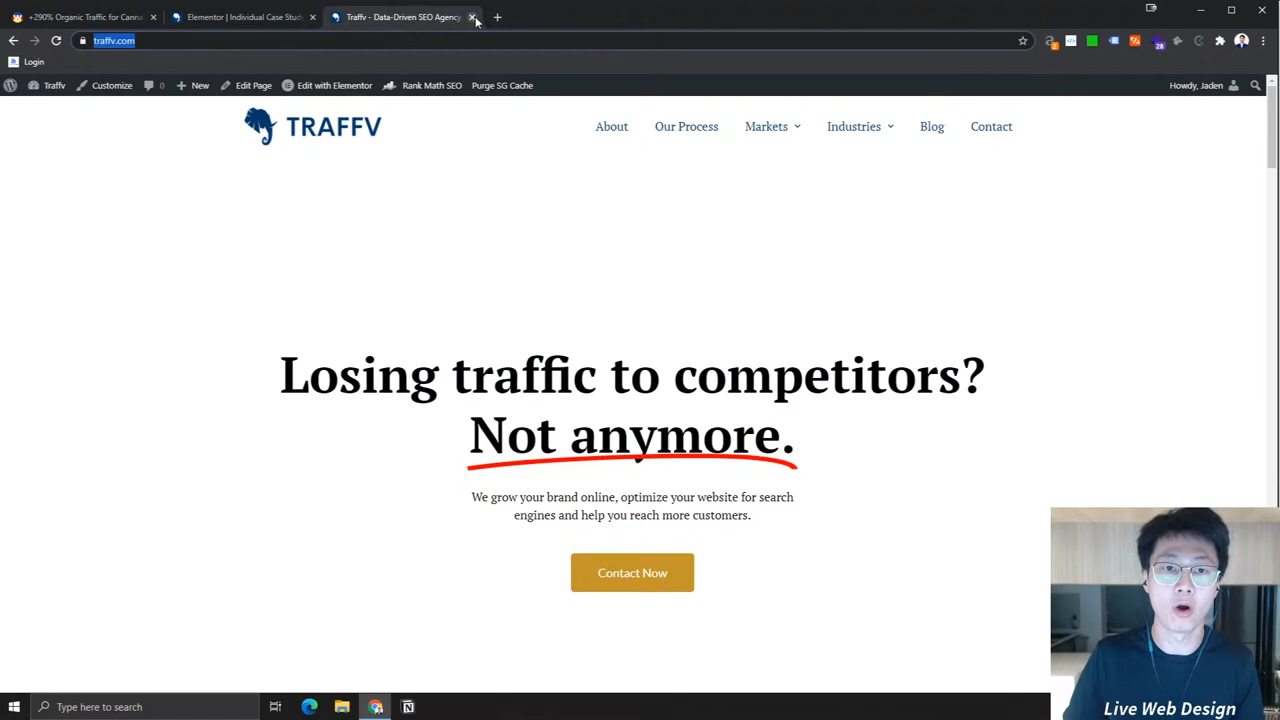 +290% Organic Traffic for Canna
Elementor | Individual Case Study
Traffv - Data-Driven SEO Agency
traffv.com
2
28
Login
Traffv
Customize
0
New
Edit Page
Edit with Elementor
Rank Math SEO
Purge SG Cache
Howdy, Jaden
TRAFFV
About
Our Process
Markets
Industries
Blog
Contact
Losing traffic to competitors?
Not anymore.
We grow your brand online, optimize your website for search
engines and help you reach more customers.
Contact Now
Type here to search
Live Web Design